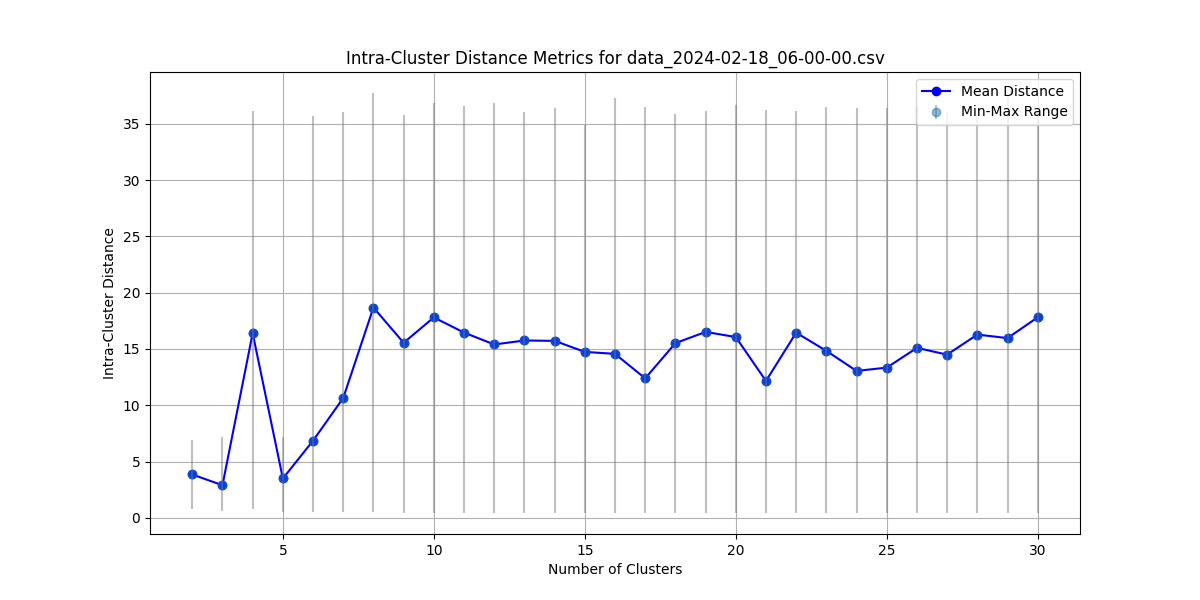 Intra-Cluster Distance Metrics for data_2024-02-18_06-00-00.csv
Mean Distance
Min-Max Range
Intra-Cluster Distance
35
30
25
20
15
10
5
0
5 10 15 20 25 30
Number of Clusters